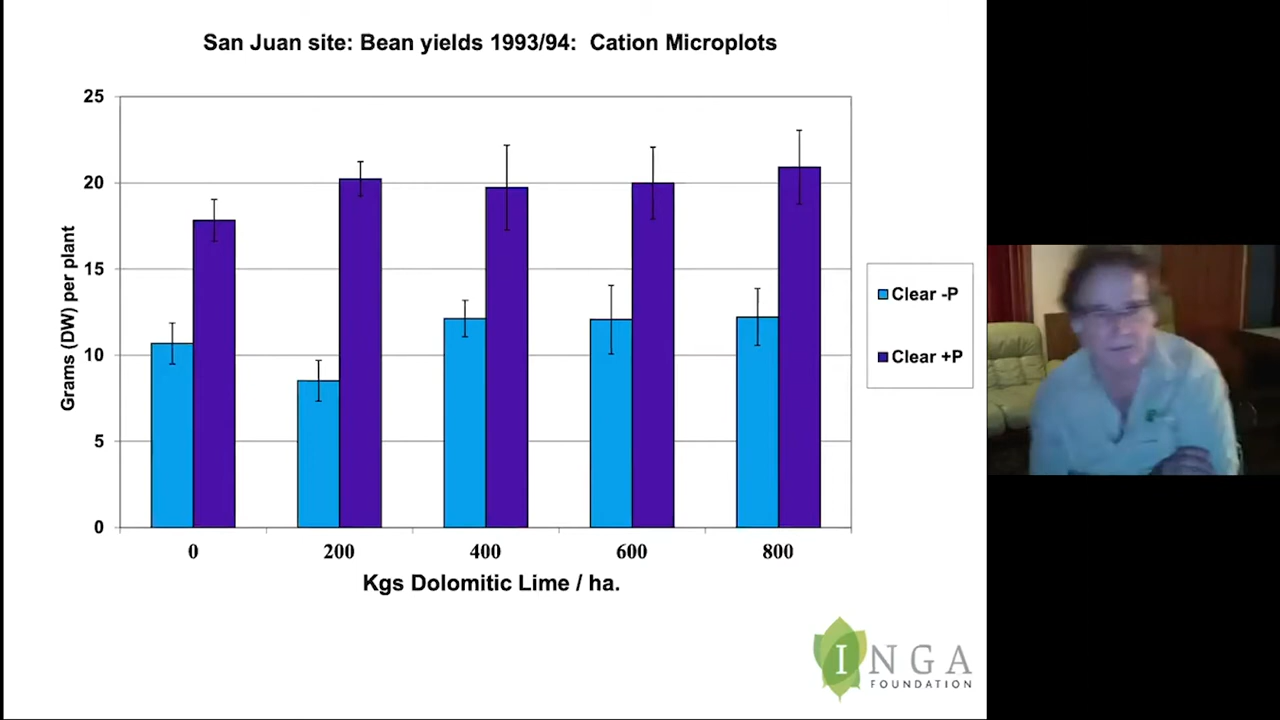 San Juan site: Bean yields 1993/94: Cation Microplots
25
20
15
10
5
0
Grams (DW) per plant
0 200 400 600 800
Kgs Dolomitic Lime / ha.
Clear -P
Clear +P
INGA
FOUNDATION